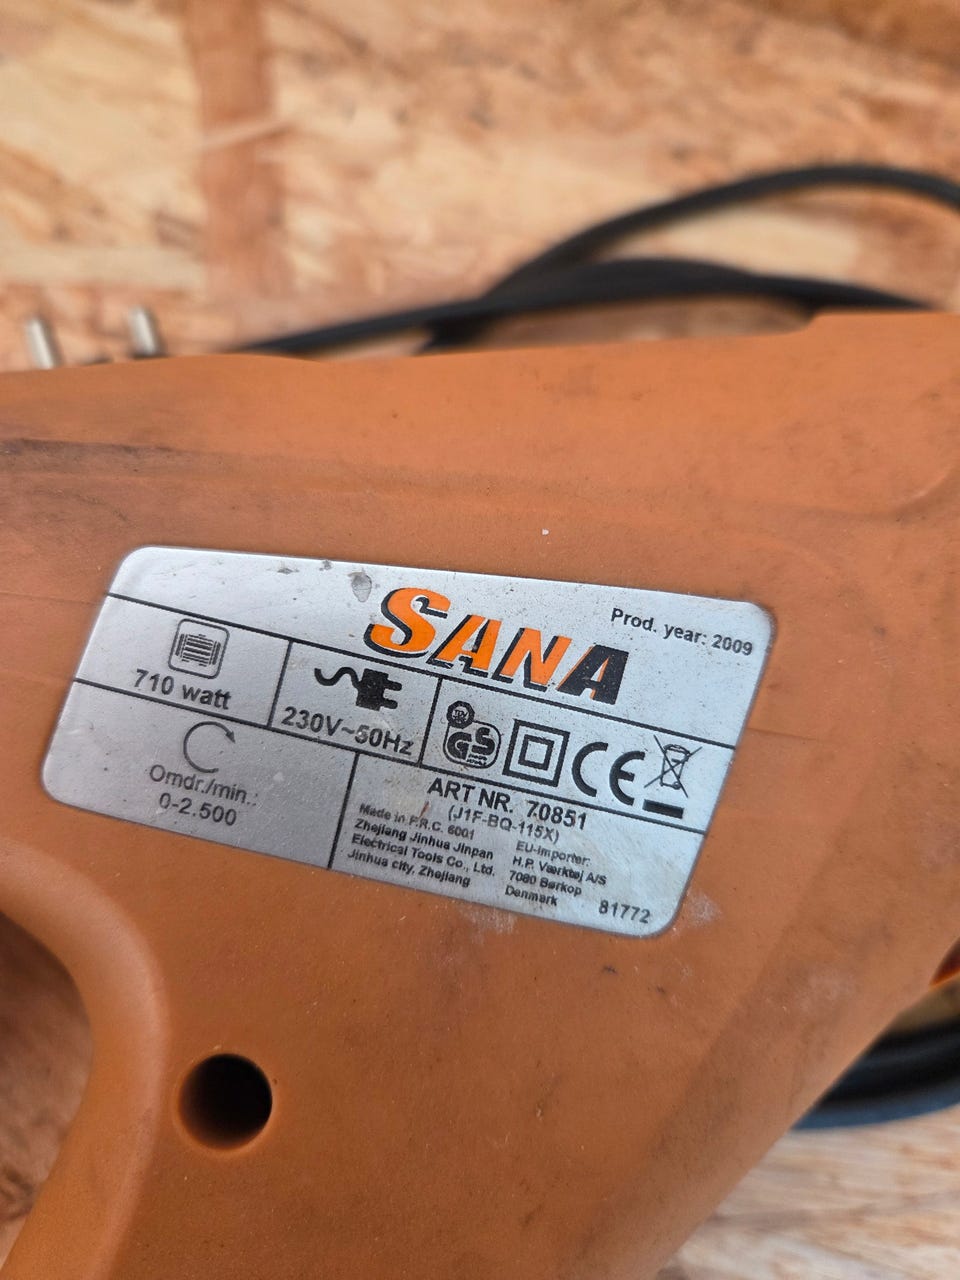 SANA
Prod. year: 2009
710 watt
230V~50Hz
GS
CE
Omdr./min.:
0-2.500
ART NR. 70851
(J1F-BQ-115X)
Made in P.R.C. 6001
Zhejiang Jinhua Jinpan
Electrical Tools Co., Ltd.
Jinhua city, Zhejiang
EU-Importer:
H.P. Værktøj A/S
7080 Børkop
Denmark
81772